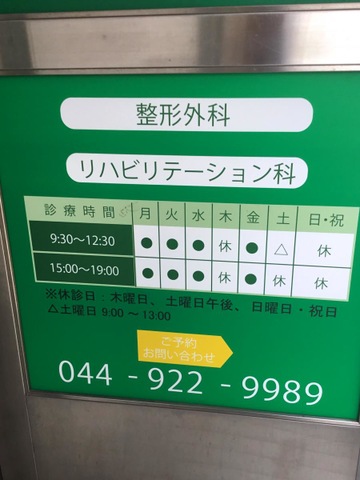 整形外科
リハビリテーション科
診療時間 月 火 水 木 金 土 日・祝
9:30～12:30 ● ● ● 休 ● △ 休
15:00～19:00 ● ● ● 休 ● 休 休
※休診日：木曜日、土曜日午後、日曜日・祝日
△土曜日 9:00～13:00
ご予約
お問い合わせ
044 - 922 - 9989